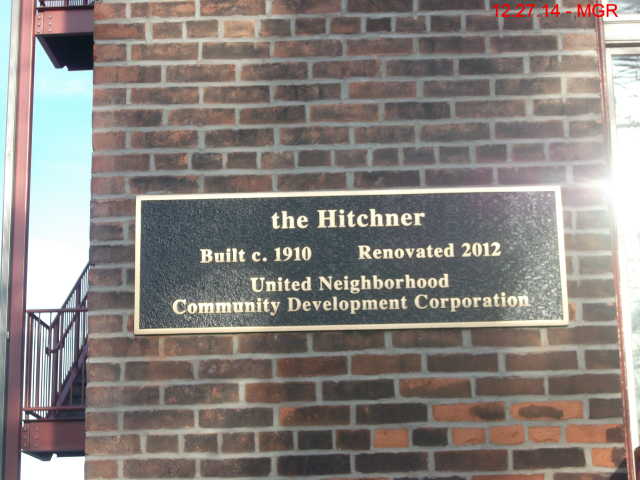 12.27.14 - MGR
the Hitchner
Built c. 1910 Renovated 2012
United Neighborhood
Community Development Corporation